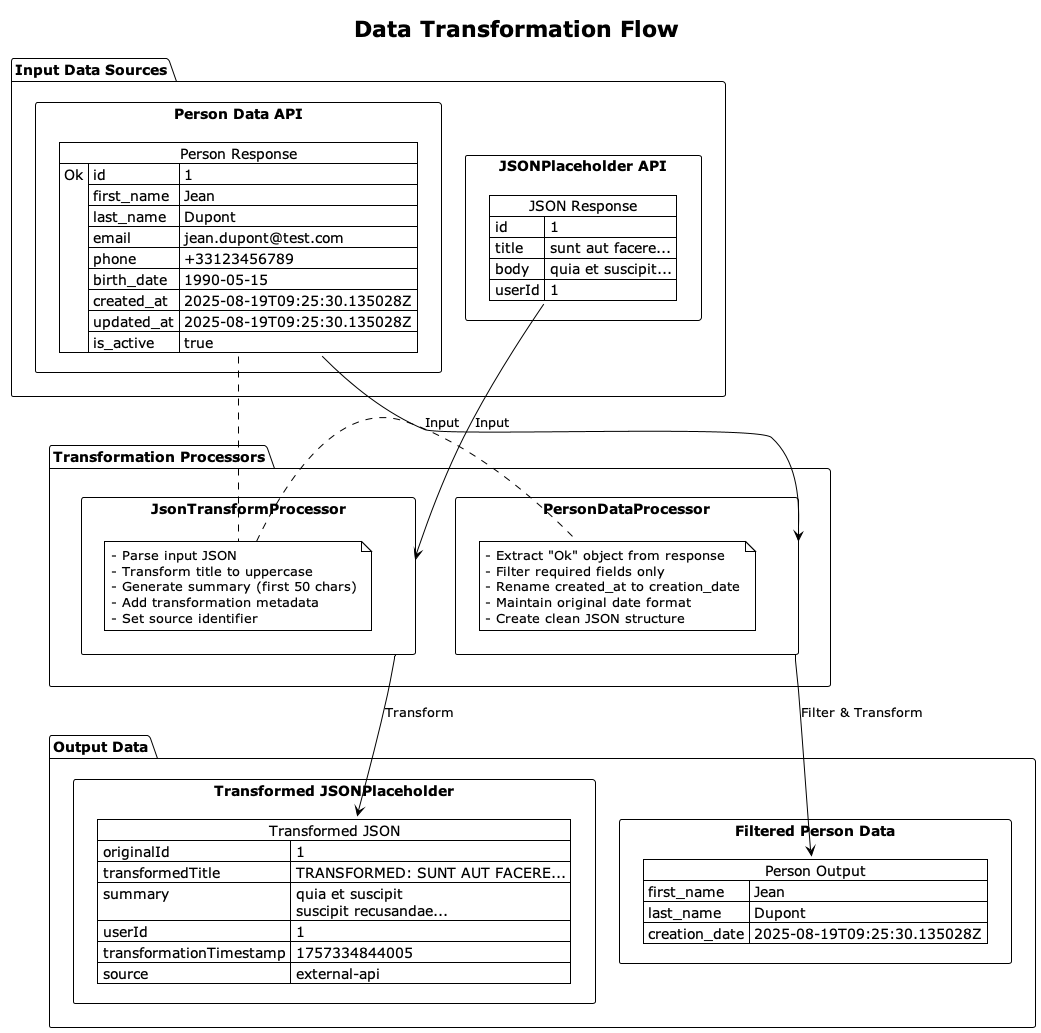 Data Transformation Flow
Input Data Sources
Person Data API
Person Response
Ok id 1
first_name Jean
last_name Dupont
email jean.dupont@test.com
phone +33123456789
birth_date 1990-05-15
created_at 2025-08-19T09:25:30.135028Z
updated_at 2025-08-19T09:25:30.135028Z
is_active true
JSONPlaceholder API
JSON Response
id 1
title sunt aut facere...
body quia et suscipit...
userId 1
Input Input
Transformation Processors
JsonTransformProcessor
- Parse input JSON
- Transform title to uppercase
- Generate summary (first 50 chars)
- Add transformation metadata
- Set source identifier
PersonDataProcessor
- Extract "Ok" object from response
- Filter required fields only
- Rename created_at to creation_date
- Maintain original date format
- Create clean JSON structure
Transform
Filter & Transform
Output Data
Transformed JSONPlaceholder
Transformed JSON
originalId 1
transformedTitle TRANSFORMED: SUNT AUT FACERE...
summary quia et suscipit
suscipit recusandae...
userId 1
transformationTimestamp 1757334844005
source external-api
Filtered Person Data
Person Output
first_name Jean
last_name Dupont
creation_date 2025-08-19T09:25:30.135028Z